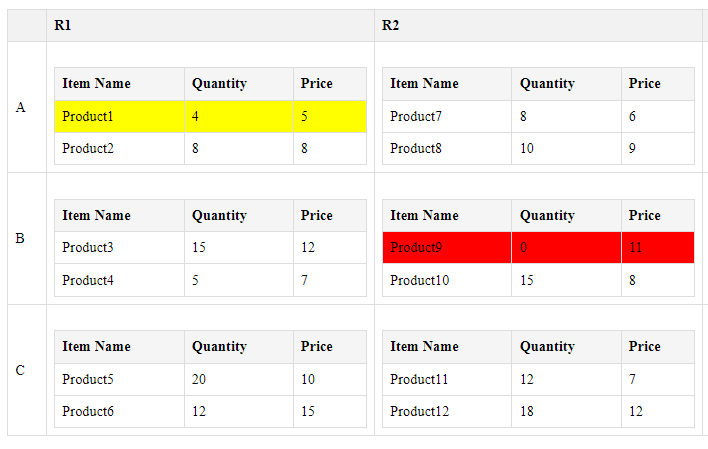 R1 R2
A
Item Name Quantity Price
Product1 4 5
Product2 8 8
Item Name Quantity Price
Product7 8 6
Product8 10 9
B
Item Name Quantity Price
Product3 15 12
Product4 5 7
Item Name Quantity Price
Product9 0 11
Product10 15 8
C
Item Name Quantity Price
Product5 20 10
Product6 12 15
Item Name Quantity Price
Product11 12 7
Product12 18 12